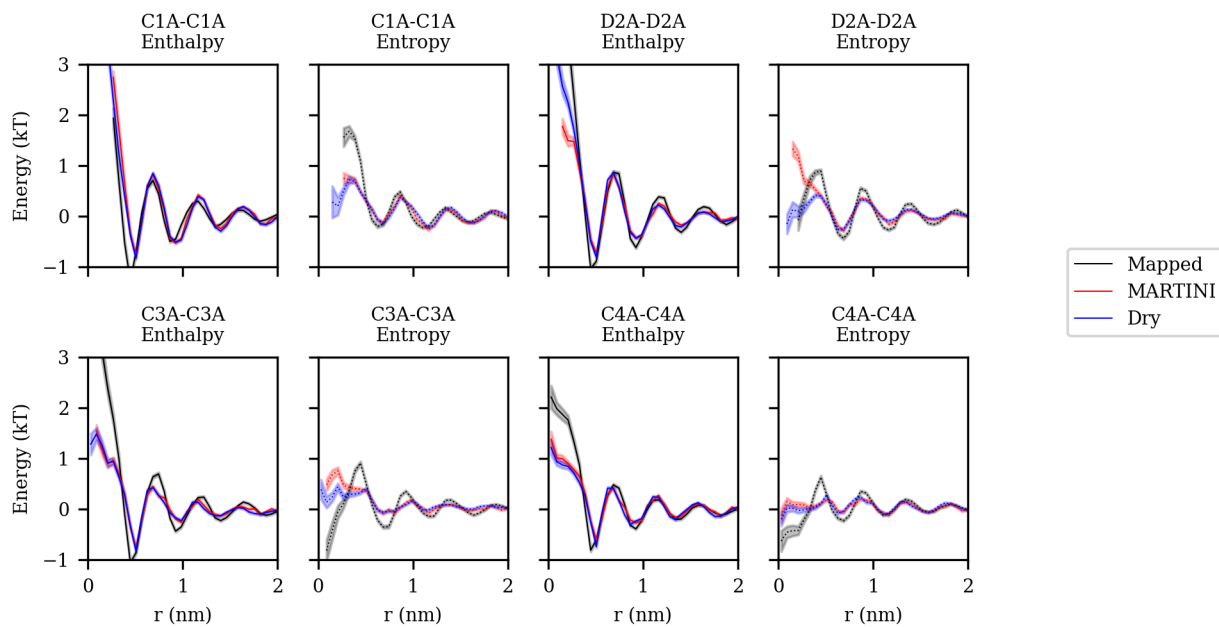 C1A-C1A
Enthalpy
C1A-C1A
Entropy
D2A-D2A
Enthalpy
D2A-D2A
Entropy
3
2
1
0
−1
Energy (kT)
Mapped
MARTINI
Dry
C3A-C3A
Enthalpy
C3A-C3A
Entropy
C4A-C4A
Enthalpy
C4A-C4A
Entropy
3
2
1
0
−1
Energy (kT)
0 1 2
0 1 2
0 1 2
0 1 2
r (nm)
r (nm)
r (nm)
r (nm)